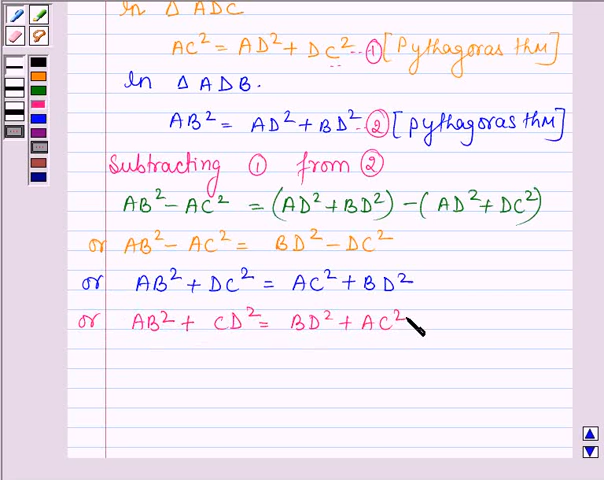 In Δ ADC
AC² = AD² + DC² -- ① [Pythagoras thM]
In Δ ADB.
AB² = AD² + BD² -- ② [Pythagoras thM]
Subtracting ① from ②
AB² - AC² = (AD² + BD²) - (AD² + DC²)
or AB² - AC² = BD² - DC²
or AB² + DC² = AC² + BD²
or AB² + CD² = BD² + AC²